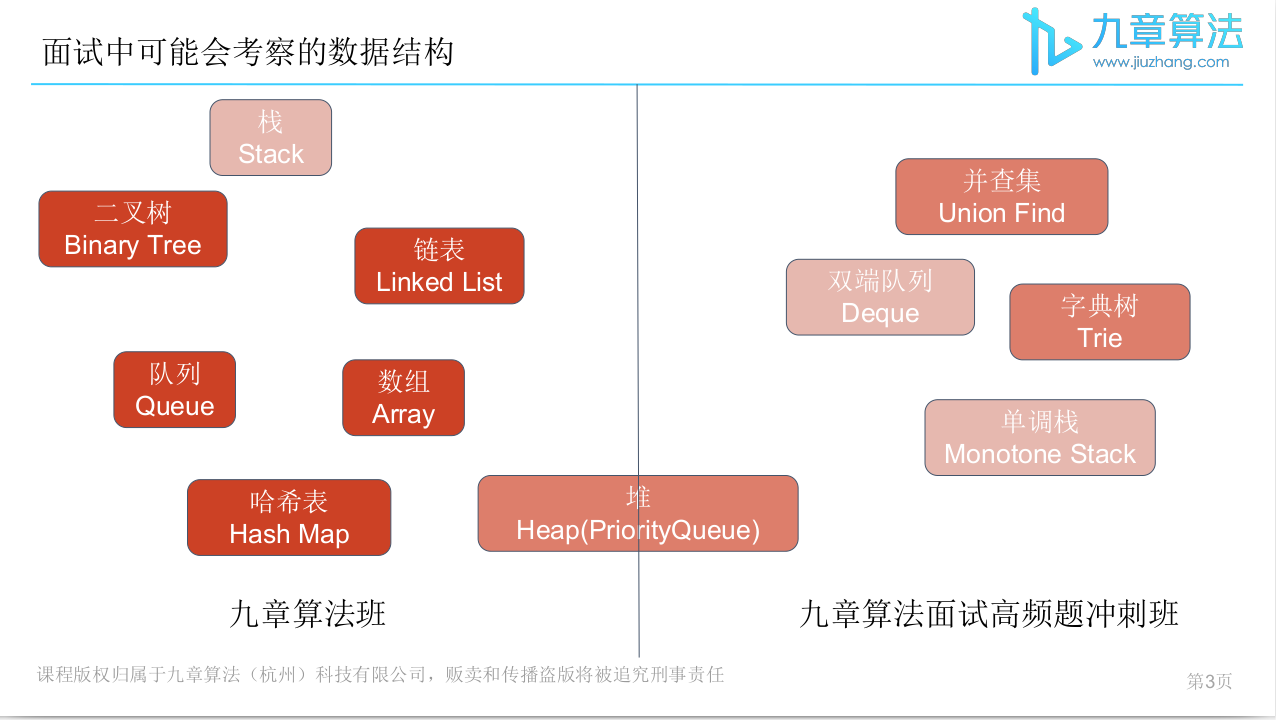 面试中可能会考察的数据结构
九章算法
www.jiuzhang.com
栈
Stack
二叉树
Binary Tree
链表
Linked List
队列
Queue
数组
Array
哈希表
Hash Map
堆
Heap(PriorityQueue)
并查集
Union Find
双端队列
Deque
字典树
Trie
单调栈
Monotone Stack
九章算法班
九章算法面试高频题冲刺班
课程版权归属于九章算法（杭州）科技有限公司，贩卖和传播盗版将被追究刑事责任
第3页